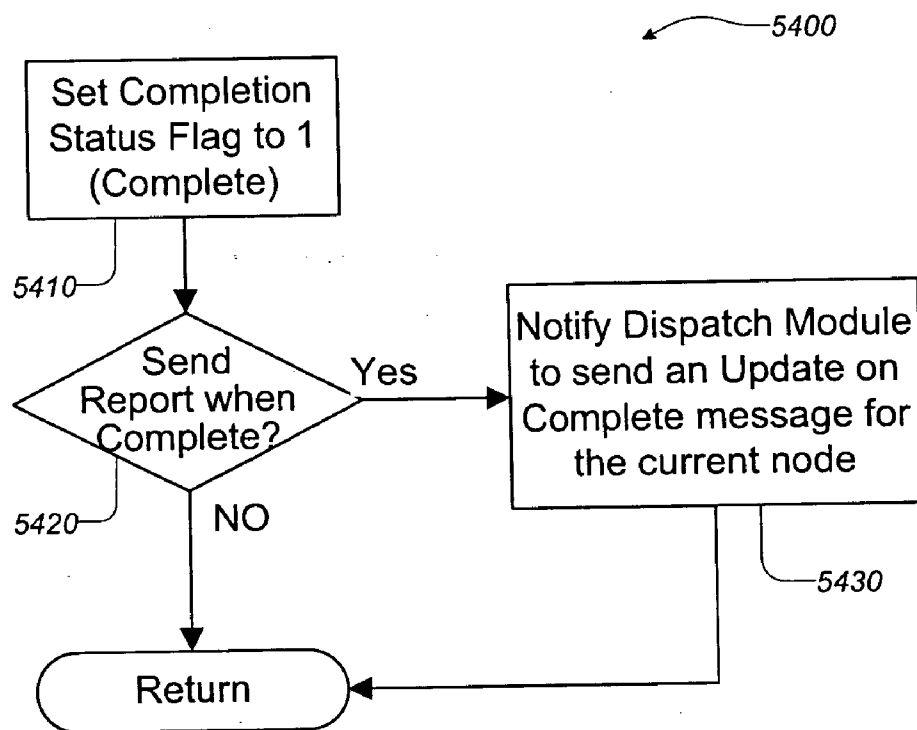 5400
Set Completion
Status Flag to 1
(Complete)
5410
Send
Report when
Complete?
Yes
5420
NO
Notify Dispatch Module
to send an Update on
Complete message for
the current node
5430
Return